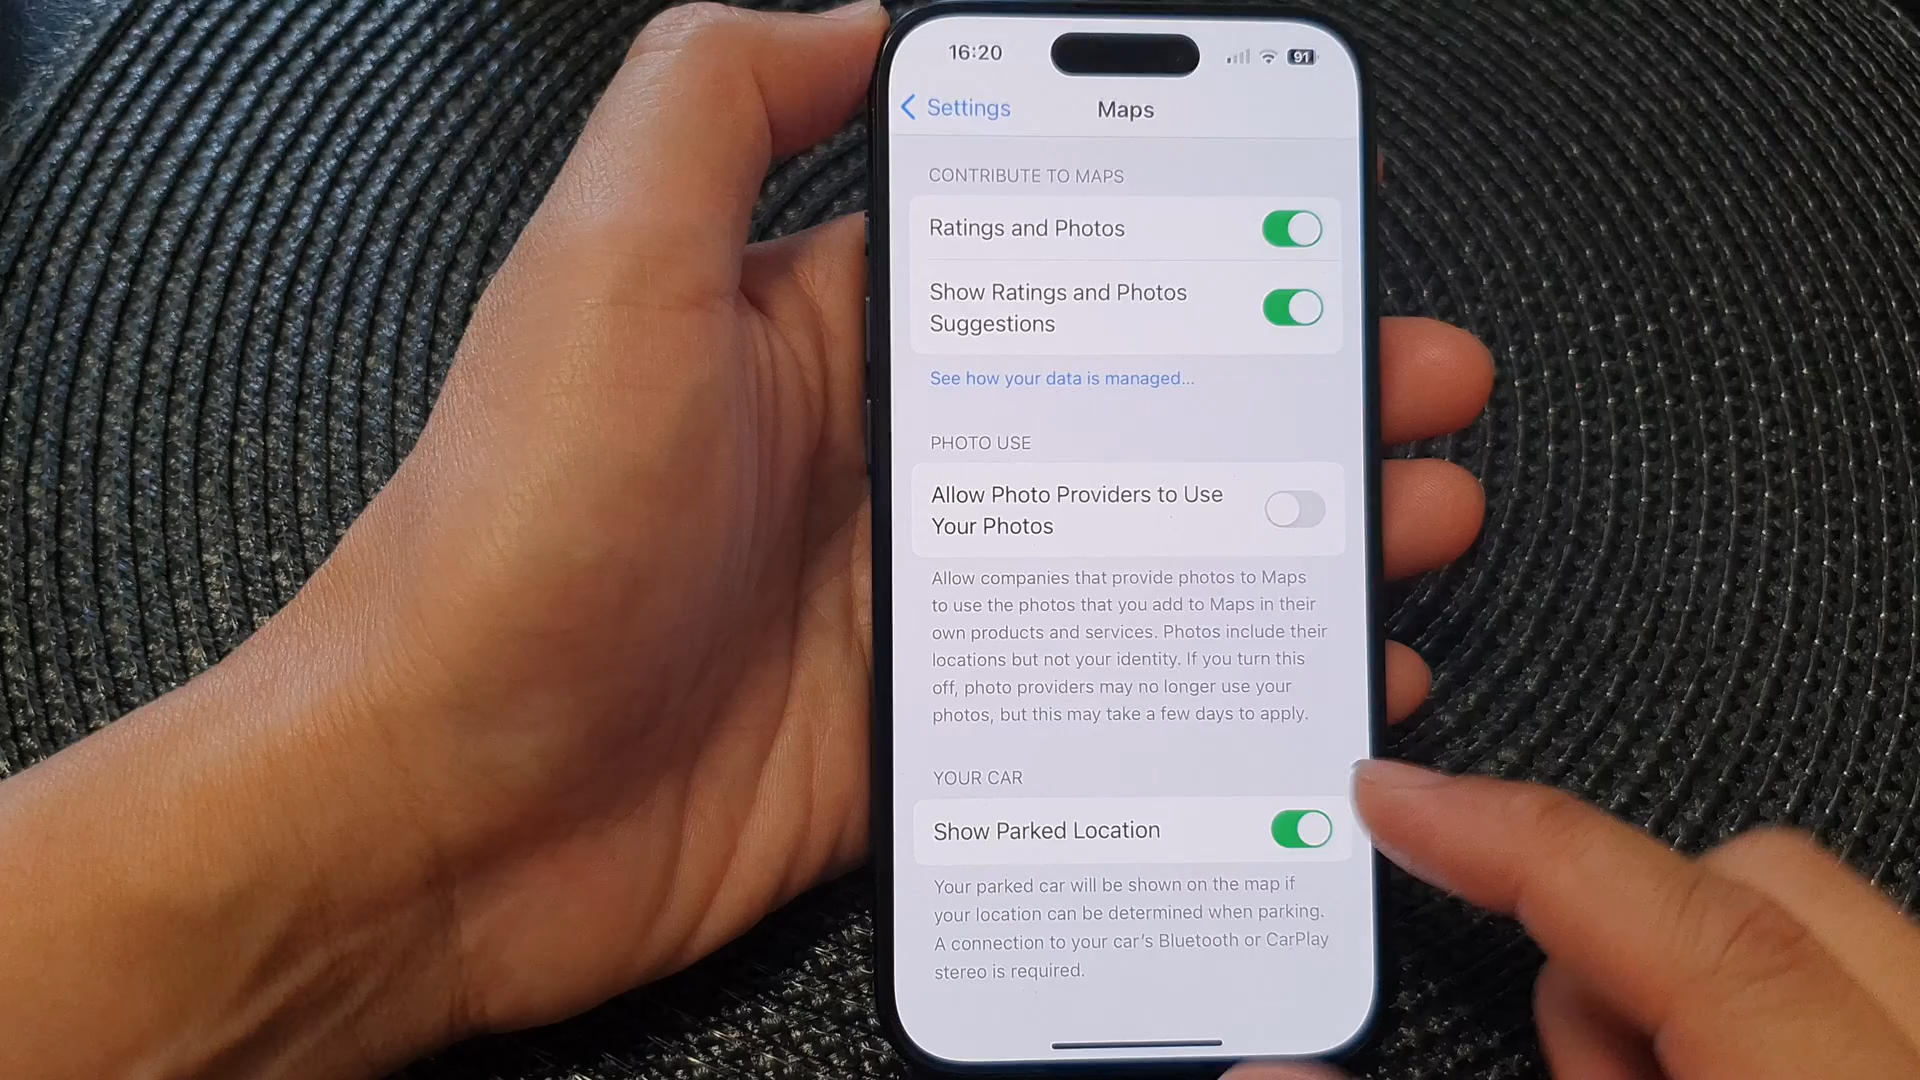 16:20
91
Settings
Maps
CONTRIBUTE TO MAPS
Ratings and Photos
Show Ratings and Photos
Suggestions
See how your data is managed...
PHOTO USE
Allow Photo Providers to Use
Your Photos
Allow companies that provide photos to Maps
to use the photos that you add to Maps in their
own products and services. Photos include their
locations but not your identity. If you turn this
off, photo providers may no longer use your
photos, but this may take a few days to apply.
YOUR CAR
Show Parked Location
Your parked car will be shown on the map if
your location can be determined when parking.
A connection to your car's Bluetooth or CarPlay
stereo is required.